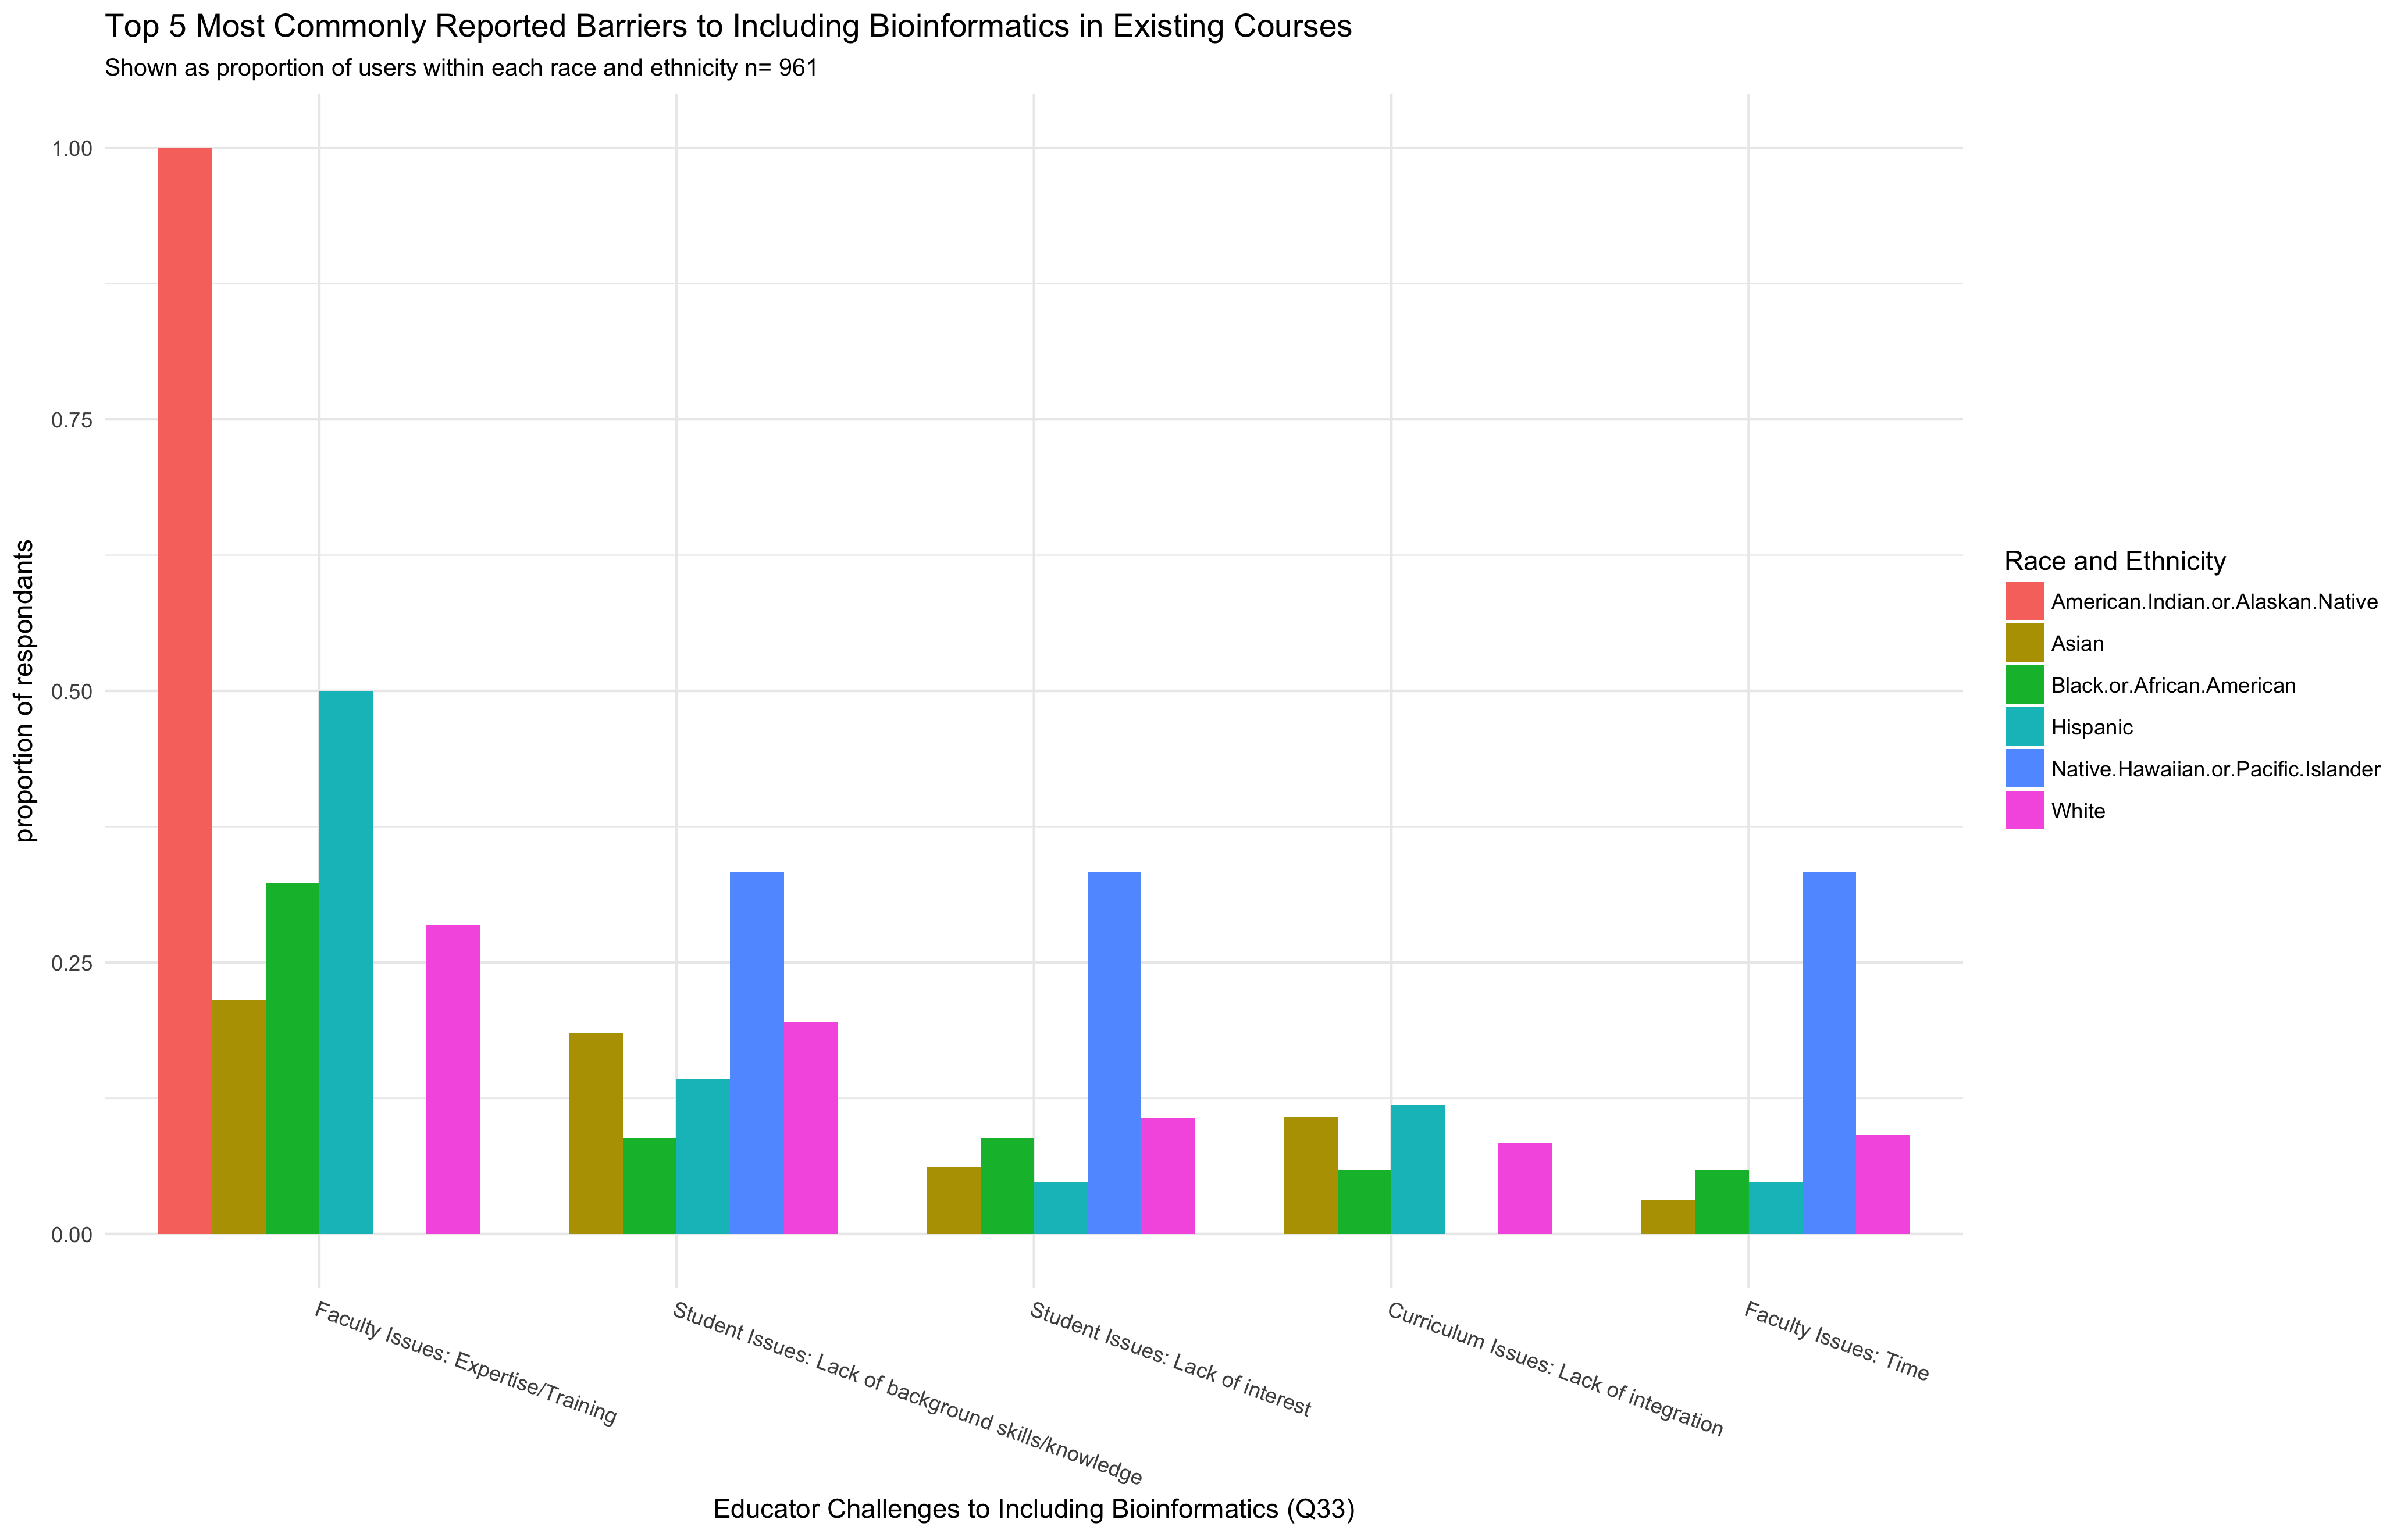 Top 5 Most Commonly Reported Barriers to Including Bioinformatics in Existing Courses
Shown as proportion of users within each race and ethnicity n= 961
proportion of respondants
1.00
0.75
0.50
0.25
0.00
Faculty Issues: Expertise/Training
Student Issues: Lack of background skills/knowledge
Student Issues: Lack of interest
Curriculum Issues: Lack of integration
Faculty Issues: Time
Educator Challenges to Including Bioinformatics (Q33)
Race and Ethnicity
American.Indian.or.Alaskan.Native
Asian
Black.or.African.American
Hispanic
Native.Hawaiian.or.Pacific.Islander
White